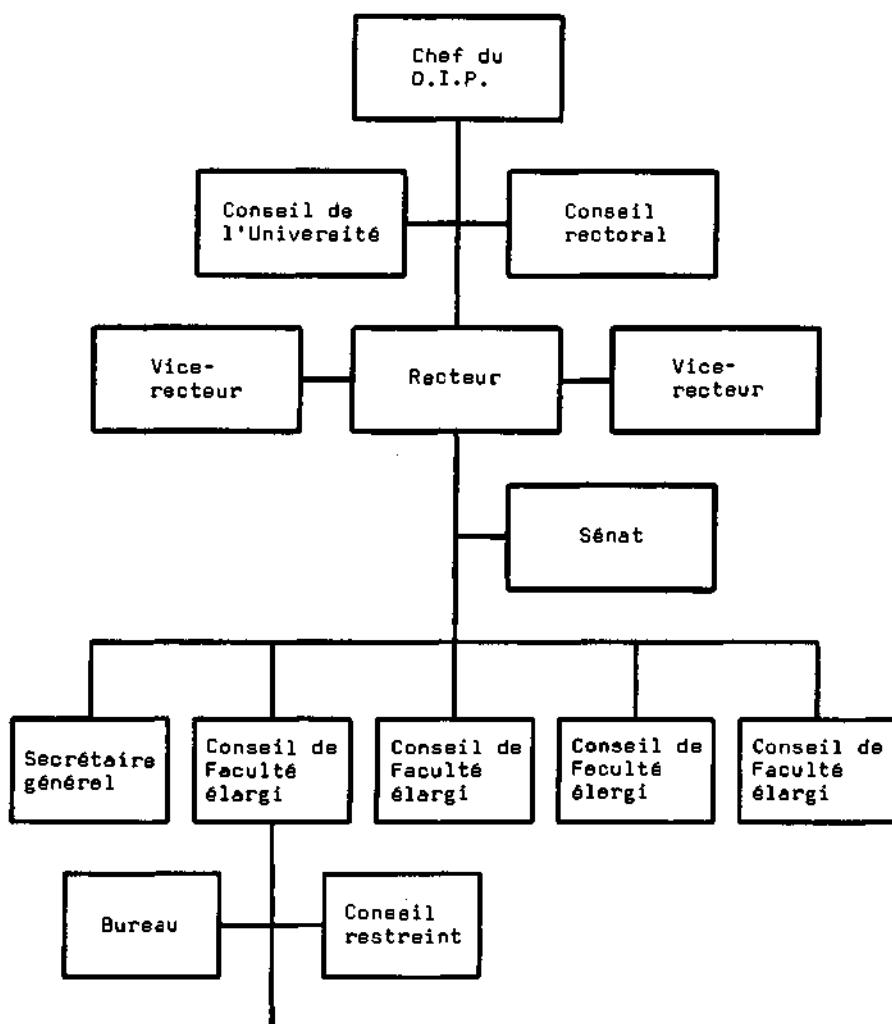 Chef du
D.I.P.
Conseil de
l'Université
Conseil
rectoral
Vice-
recteur
Recteur
Vice-
recteur
Sénat
Secrétaire
général
Conseil de
Faculté
élargi
Conseil de
Faculté
élargi
Conseil de
Faculté
élargi
Conseil de
Faculté
élargi
Bureau
Conseil
restreint